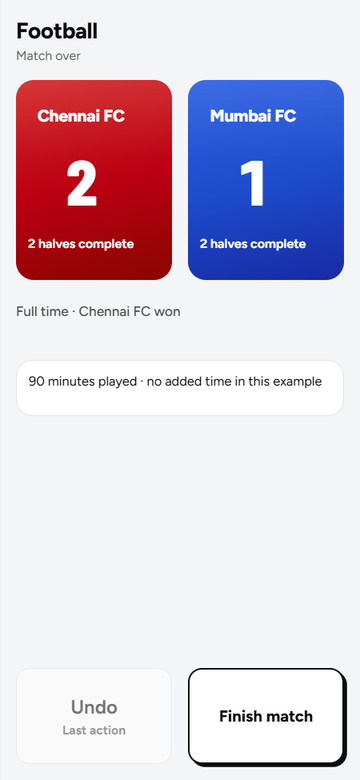 Football
Match over
Chennai FC
2
2 halves complete
Mumbai FC
1
2 halves complete
Full time · Chennai FC won
90 minutes played · no added time in this example
Undo
Last action
Finish match